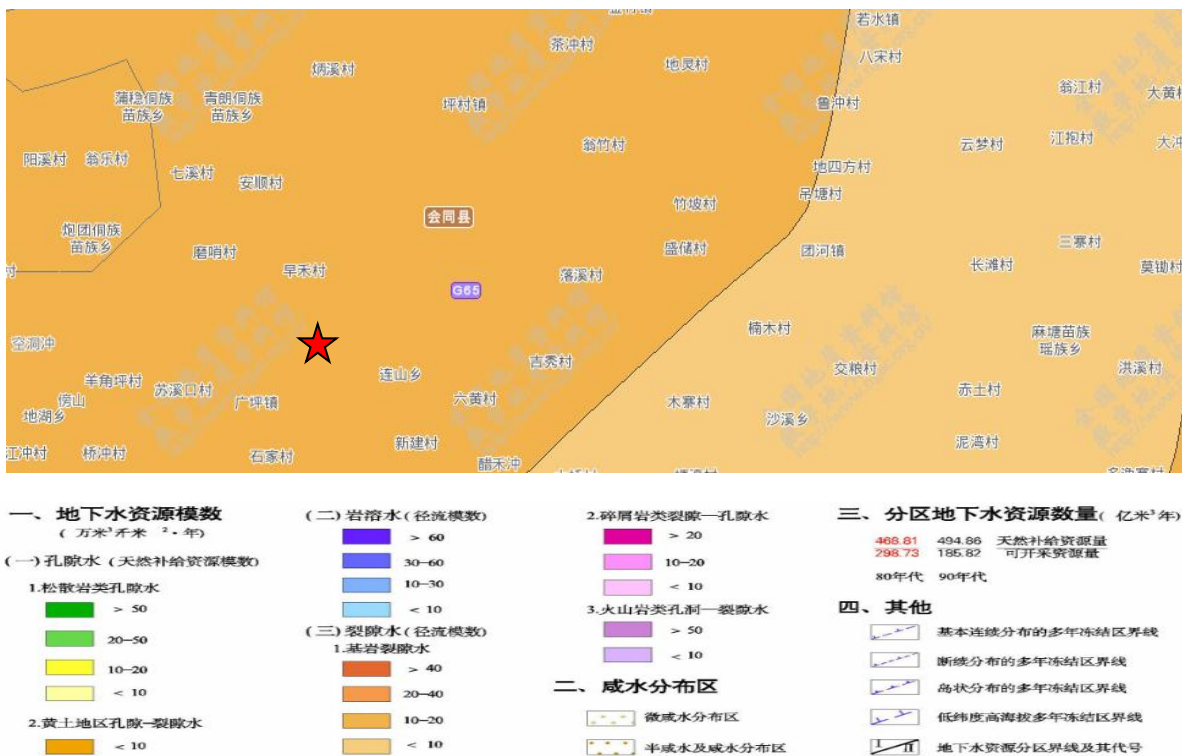 若水镇
茶冲村
八宋村
炳溪村
地灵村
翁江村
蒲稳侗族
苗族乡
青朗侗族
苗族乡
坪村镇
鲁冲村
大黄村
翁竹村
云梦村
江抱村
阳溪村
翁乐村
七溪村
安顺村
地四方村
吊塘村
竹坡村
会同县
炮团侗族
苗族乡
磨哨村
盛储村
团河镇
三寨村
早禾村
落溪村
长滩村
莫锄村
G65
楠木村
麻塘苗族
瑶族乡
空洞冲
吉秀村
交粮村
洪溪村
羊角坪村
苏溪口村
连山乡
赤土村
傍山
广坪镇
六黄村
木寨村
地湖乡
沙溪乡
新建村
泥湾村
江冲村
桥冲村
石家村
醋禾冲
一、地下水资源模数
(万米³千米²·年)
(一)孔隙水(天然补给资源模数)
1.松散岩类孔隙水
> 50
20-50
10-20
< 10
2.黄土地区孔隙-裂隙水
< 10
(二)岩溶水(径流模数)
> 60
30-60
10-30
< 10
(三)裂隙水(径流模数)
1.基岩裂隙水
> 40
20-40
10-20
< 10
2.碎屑岩类裂隙—孔隙水
> 20
10-20
< 10
3.火山岩类孔洞—裂隙水
> 50
< 10
二、咸水分布区
微咸水分布区
半咸水及咸水分布区
三、分区地下水资源数量(亿米³年)
468.81 494.86 天然补给资源量
298.73 185.82 可开采资源量
80年代 90年代
四、其他
基本连续分布的多年冻结区界线
断续分布的多年冻结区界线
岛状分布的多年冻结区界线
低纬度高海拔多年冻结区界线
I II 地下水资源分区界线及其代号